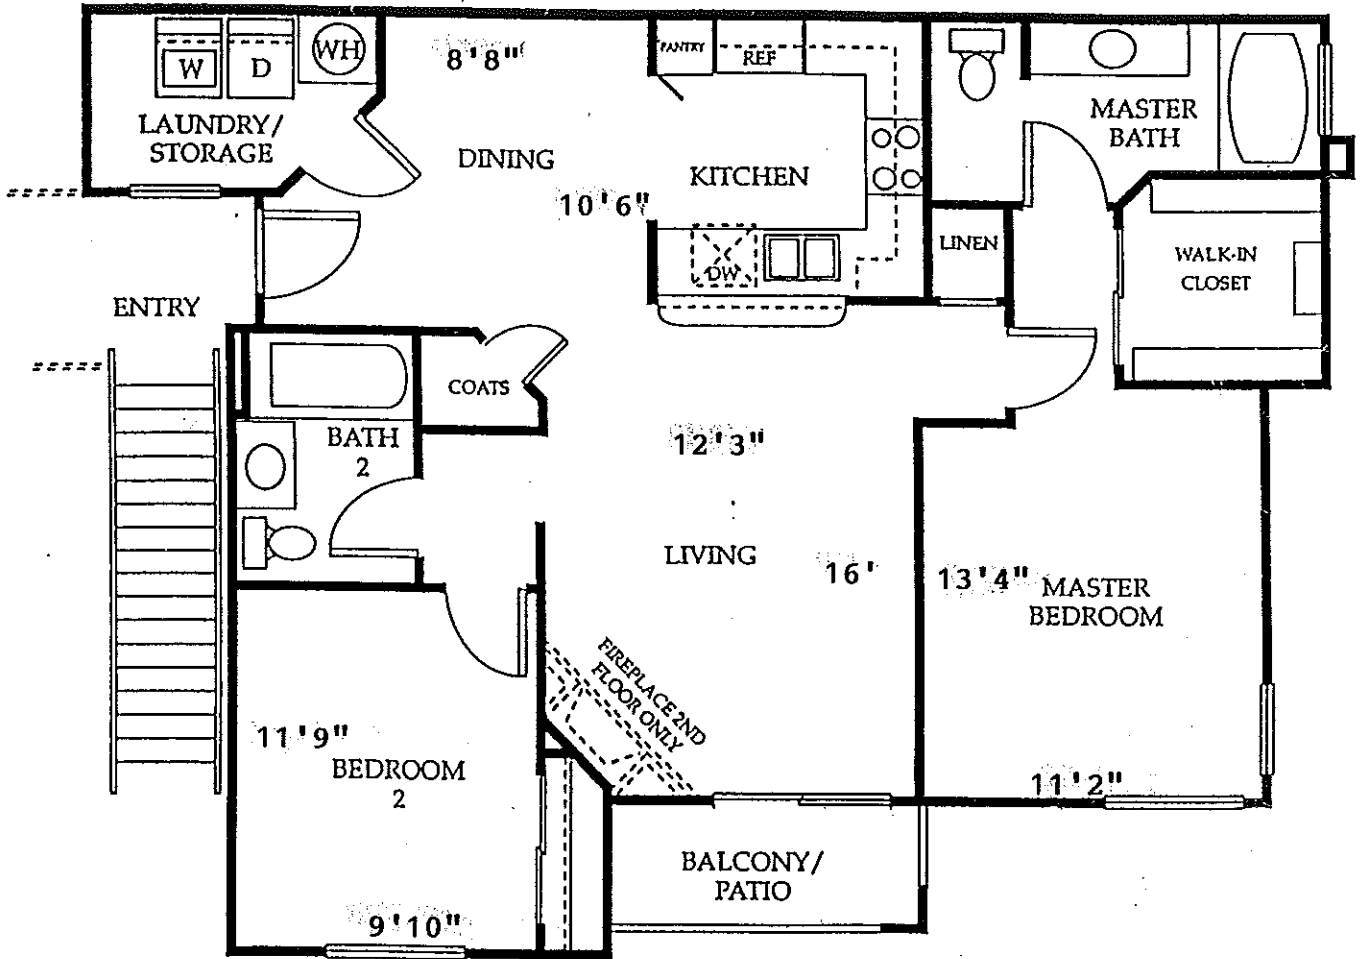 W
D
WH
LAUNDRY/
STORAGE
8'8"
DINING
10'6"
PANTRY
REF
KITCHEN
DW
MASTER
BATH
LINEN
WALK-IN
CLOSET
ENTRY
COATS
BATH
2
12'3"
LIVING
16'
13'4"
MASTER
BEDROOM
11'2"
FIREPLACE 2ND
FLOOR ONLY
11'9"
BEDROOM
2
9'10"
BALCONY/
PATIO